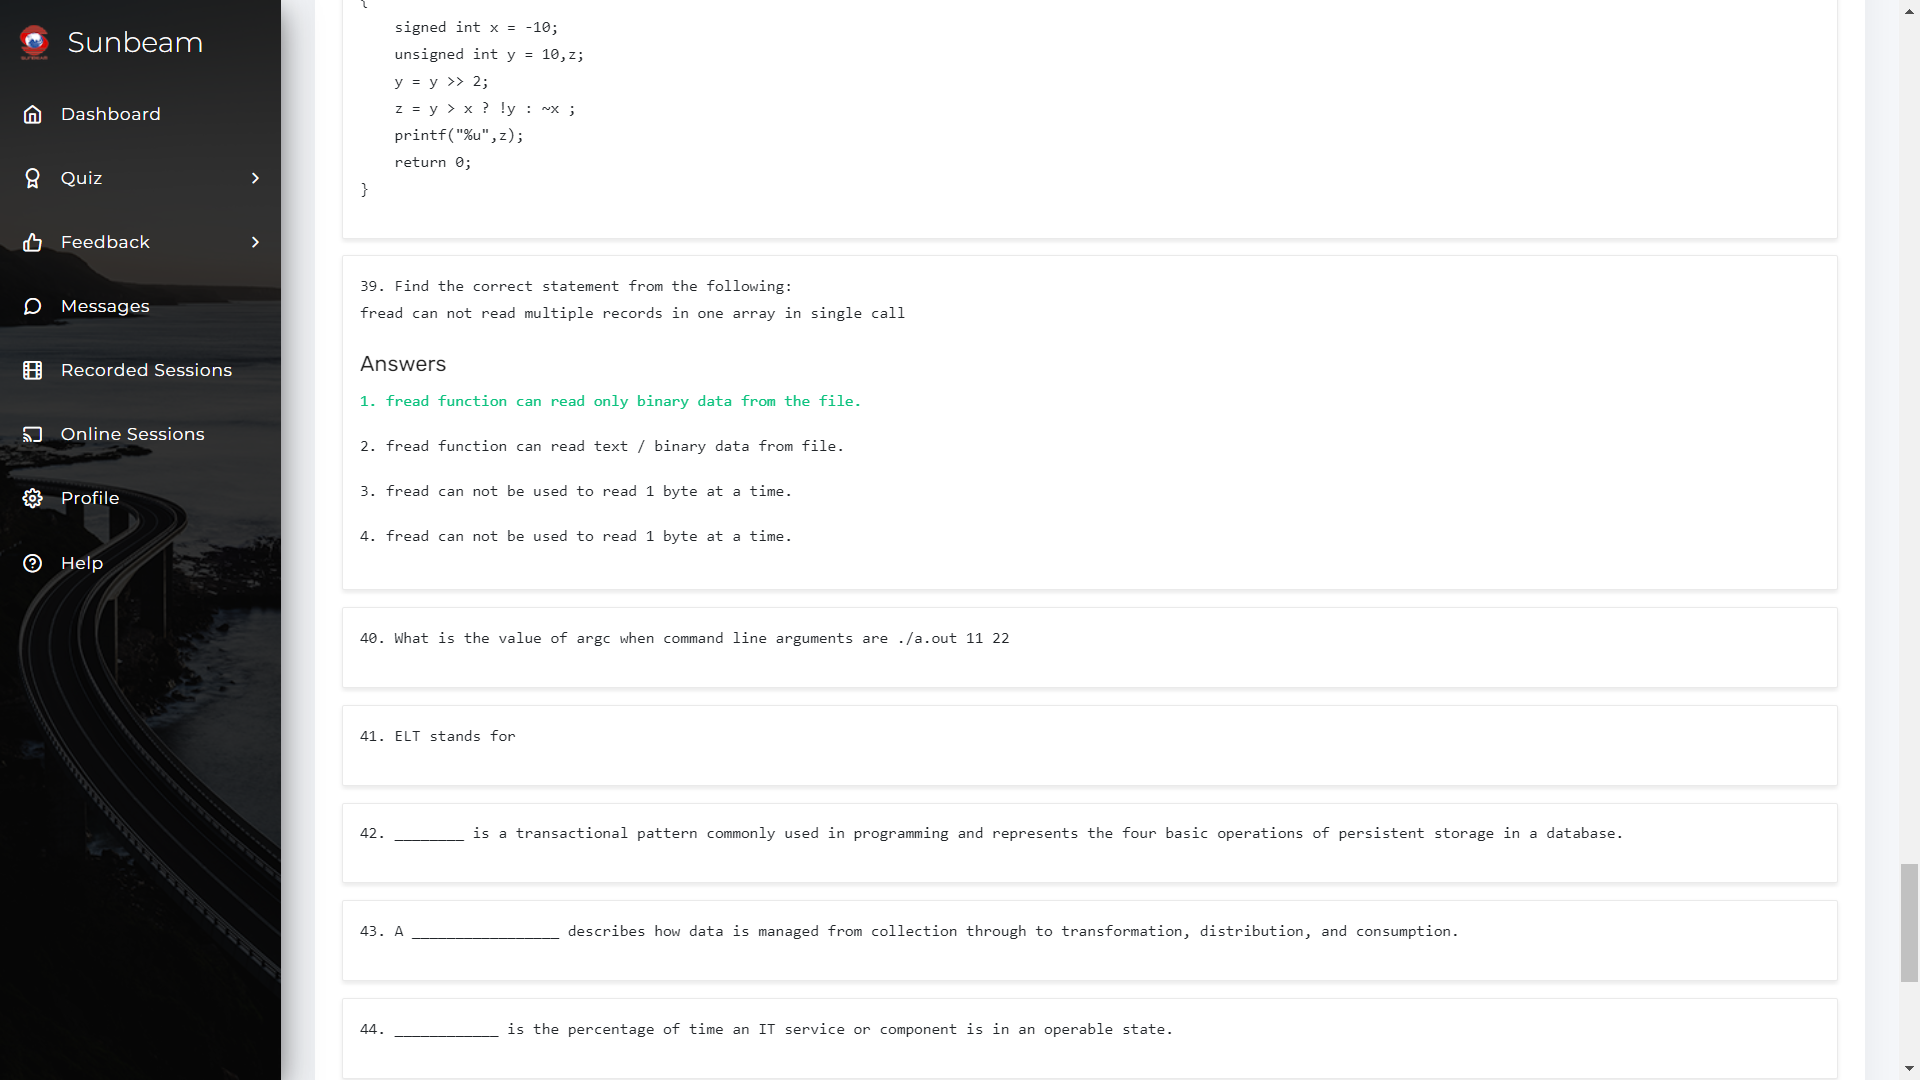 Sunbeam
Dashboard
Quiz
Feedback
Messages
Recorded Sessions
Online Sessions
Profile
Help
{
signed int x = -10;
unsigned int y = 10,z;
y = y >> 2;
z = y > x ? !y : ~x ;
printf("%u",z);
return 0;
}
39. Find the correct statement from the following:
fread can not read multiple records in one array in single call
Answers
1. fread function can read only binary data from the file.
2. fread function can read text / binary data from file.
3. fread can not be used to read 1 byte at a time.
4. fread can not be used to read 1 byte at a time.
40. What is the value of argc when command line arguments are ./a.out 11 22
41. ELT stands for
42. ________ is a transactional pattern commonly used in programming and represents the four basic operations of persistent storage in a database.
43. A _________________ describes how data is managed from collection through to transformation, distribution, and consumption.
44. ____________ is the percentage of time an IT service or component is in an operable state.